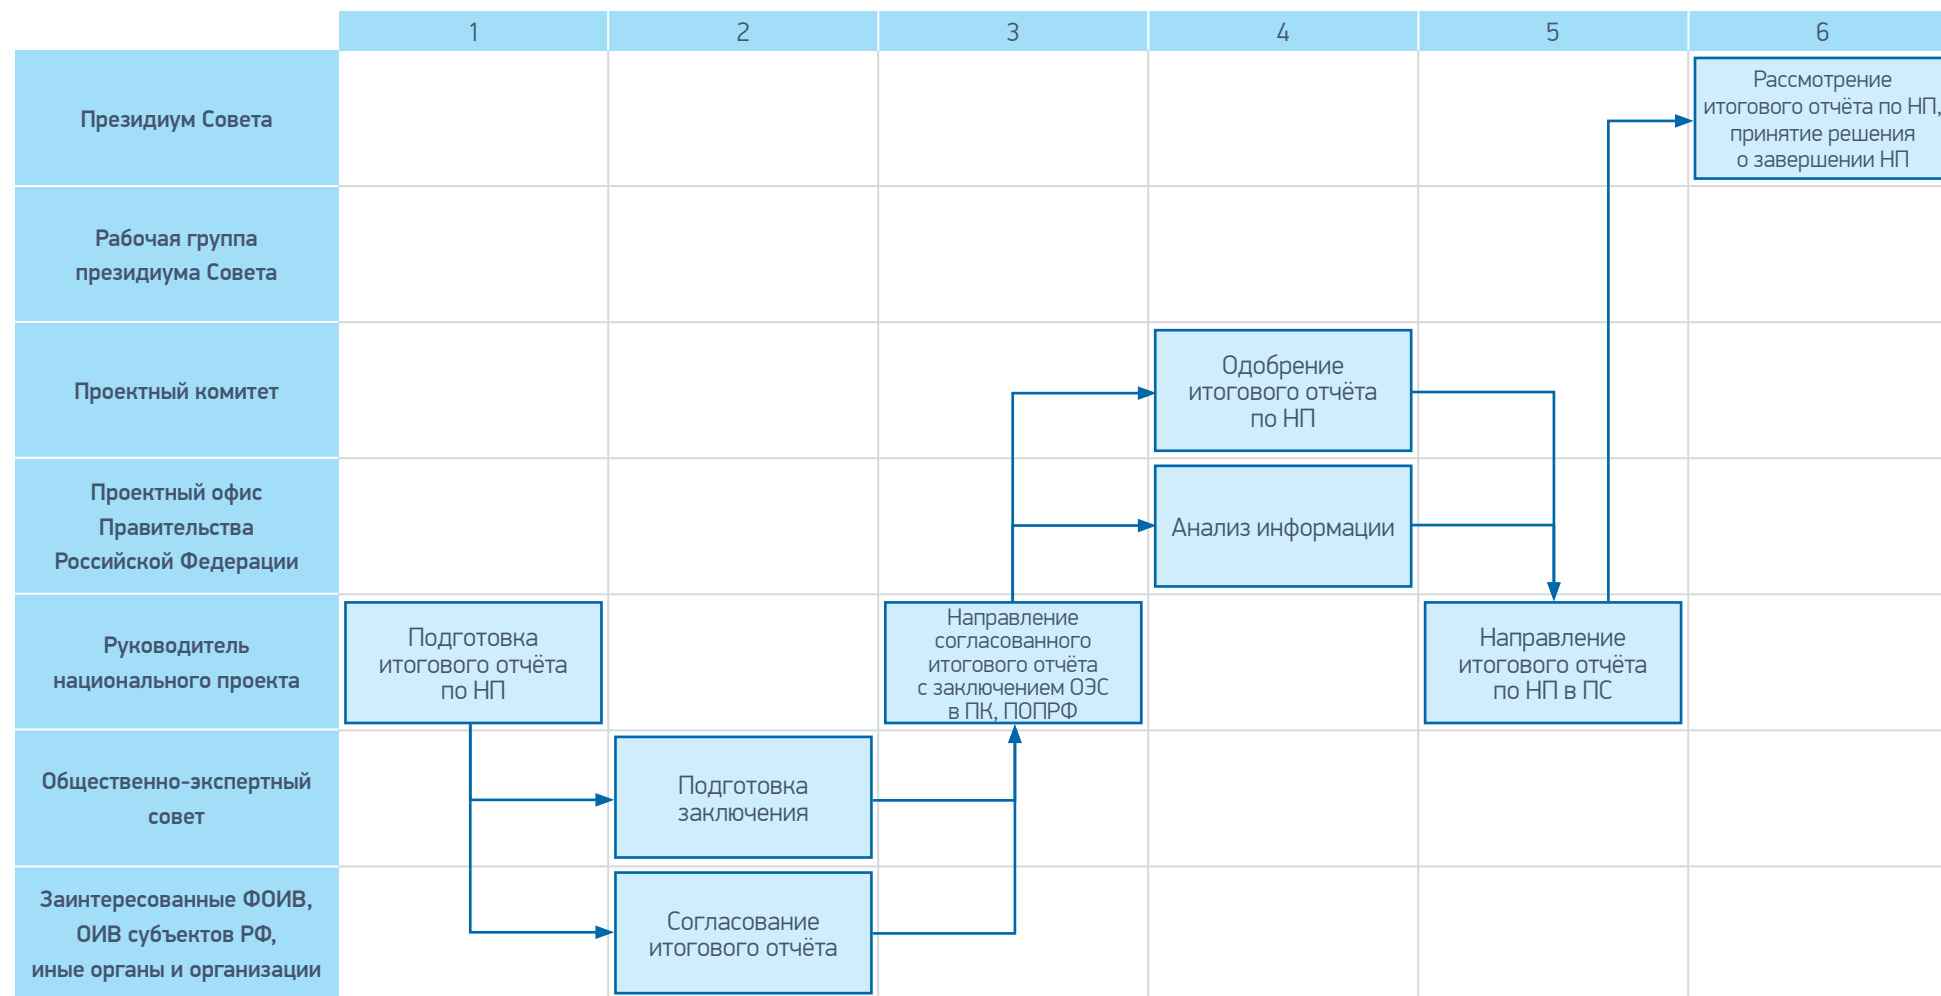 1
2
3
4
5
6
Президиум Совета
Рассмотрение
итогового отчёта по НП,
принятие решения
о завершении НП
Рабочая группа
президиума Совета
Проектный комитет
Одобрение
итогового отчёта
по НП
Проектный офис
Правительства
Российской Федерации
Анализ информации
Руководитель
национального проекта
Подготовка
итогового отчёта
по НП
Направление
согласованного
итогового отчёта
с заключением ОЭС
в ПК, ПОПРФ
Направление
итогового отчёта
по НП в ПС
Общественно-экспертный
совет
Подготовка
заключения
Заинтересованные ФОИВ,
ОИВ субъектов РФ,
иные органы и организации
Согласование
итогового отчёта